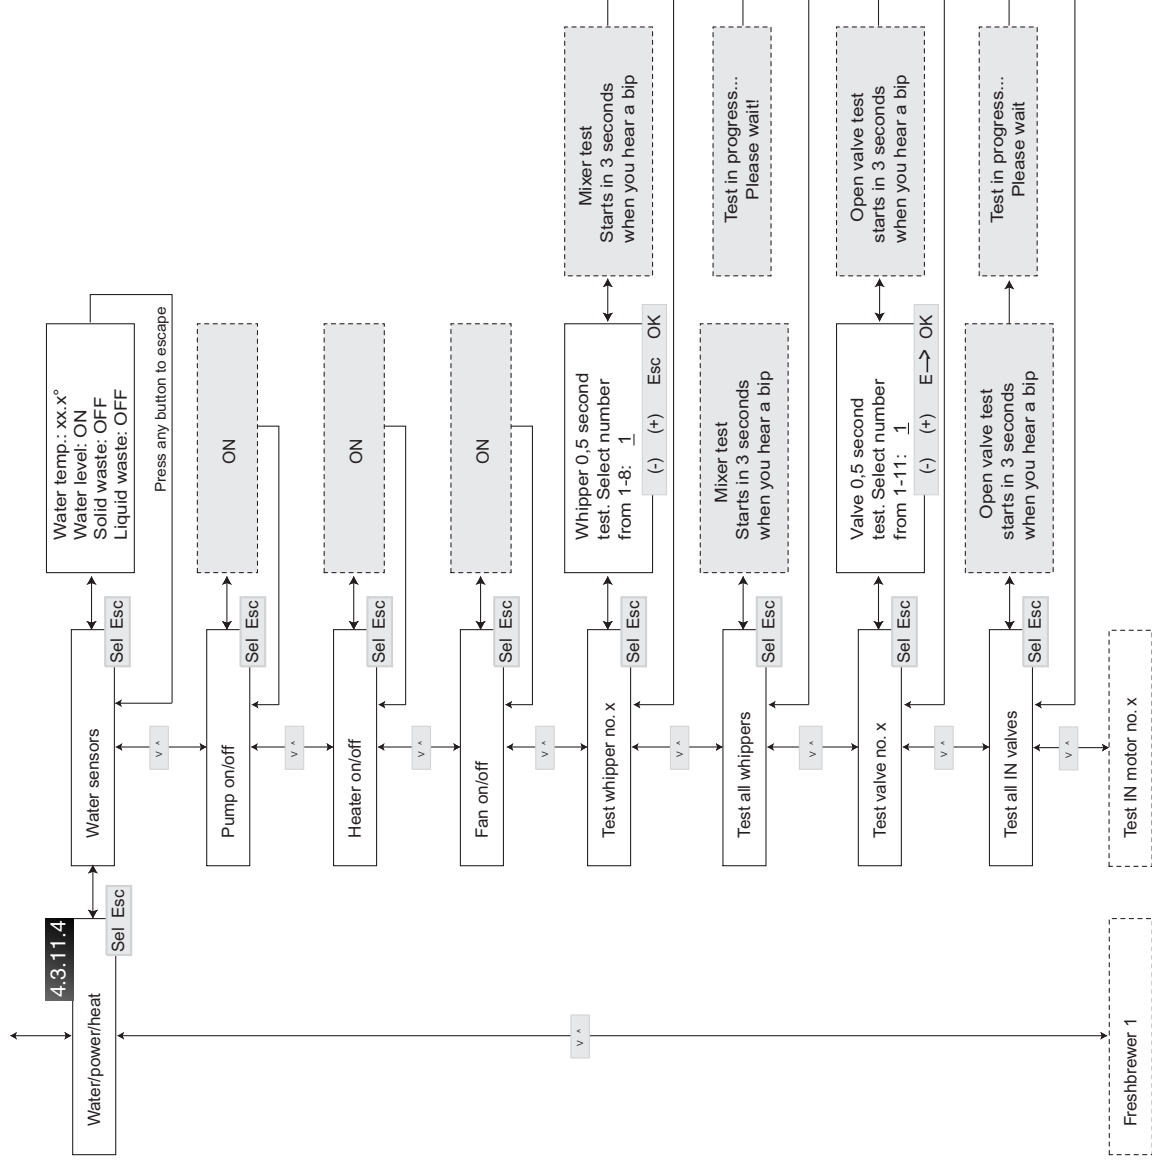 4.3.11.4
Water/power/heat
Sel Esc
v ^
Freshbrewer 1
Water sensors
Sel Esc
Water temp.: xx.x°
Water level: ON
Solid waste: OFF
Liquid waste: OFF
Press any button to escape
v ^
Pump on/off
Sel Esc
ON
v ^
Heater on/off
Sel Esc
ON
v ^
Fan on/off
Sel Esc
ON
v ^
Test whipper no. x
Sel Esc
Whipper 0,5 second
test. Select number
from 1-8: 1
(-) (+) Esc OK
Mixer test
Starts in 3 seconds
when you hear a bip
v ^
Test all whippers
Sel Esc
Mixer test
Starts in 3 seconds
when you hear a bip
Test in progress...
Please wait!
v ^
Test valve no. x
Sel Esc
Valve 0,5 second
test. Select number
from 1-11: 1
(-) (+) E—> OK
Open valve test
starts in 3 seconds
when you hear a bip
v ^
Test all IN valves
Sel Esc
Open valve test
starts in 3 seconds
when you hear a bip
Test in progress...
Please wait
v ^
Test IN motor no. x